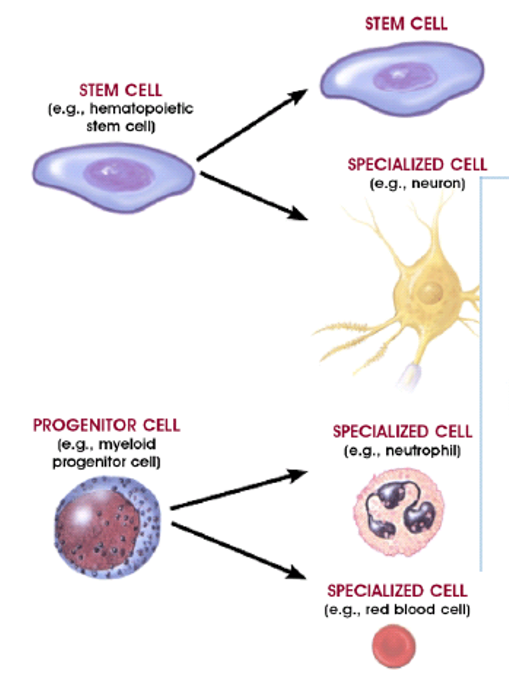 STEM CELL
STEM CELL
(e.g., hematopoietic
stem cell)
SPECIALIZED CELL
(e.g., neuron)
PROGENITOR CELL
(e.g., myeloid
progenitor cell)
SPECIALIZED CELL
(e.g., neutrophil)
SPECIALIZED CELL
(e.g., red blood cell)